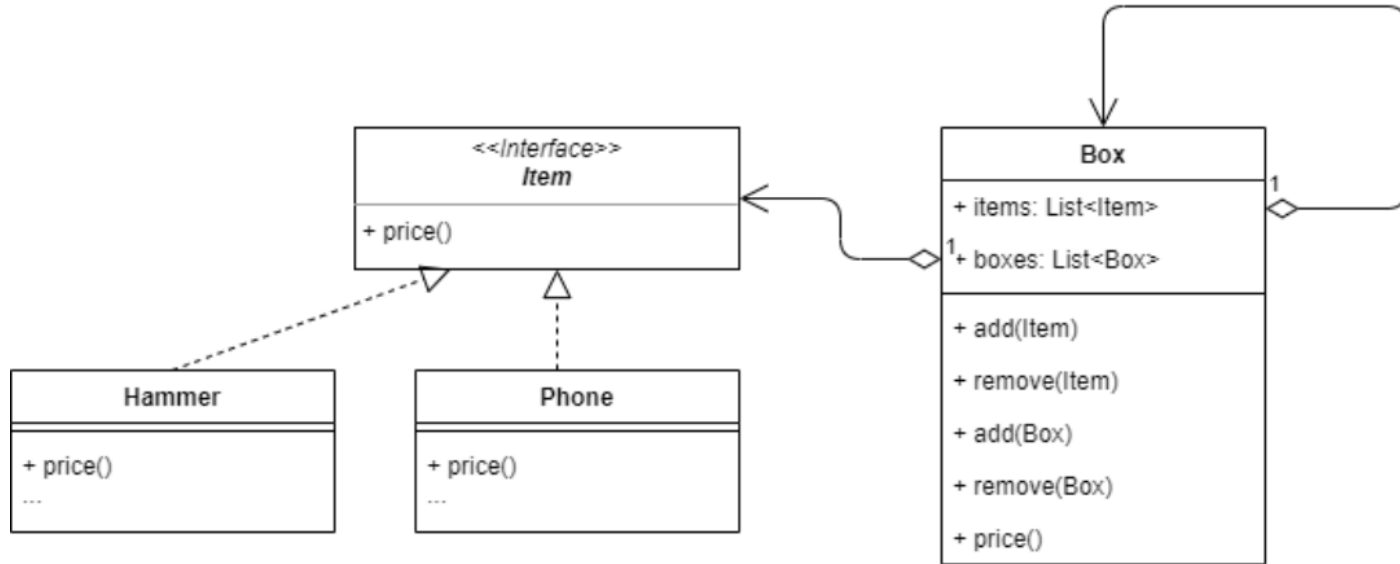 <<Interface>>
Item
+ price()
Hammer
+ price()
...
Phone
+ price()
...
Box
+ items: List<Item>
+ boxes: List<Box>
+ add(Item)
+ remove(Item)
+ add(Box)
+ remove(Box)
+ price()
1
1